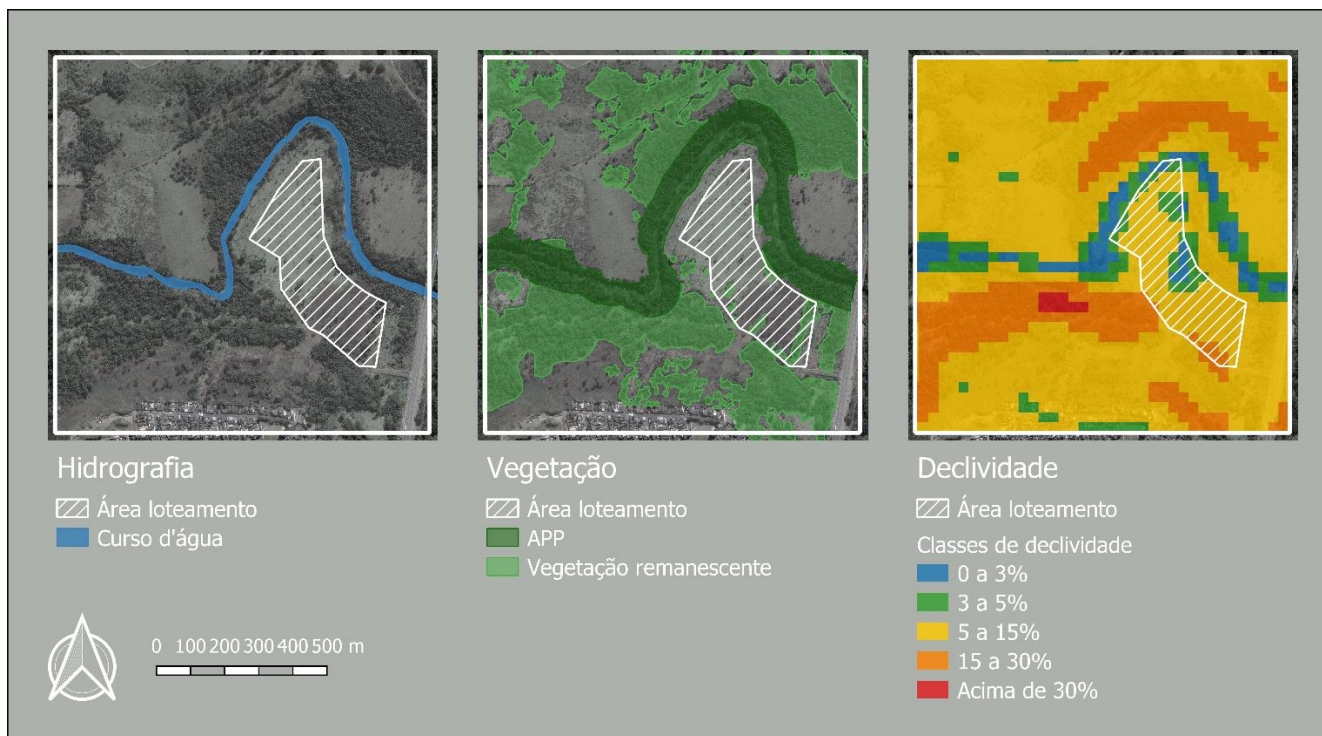 Hidrografia
Área loteamento
Curso d'água
Vegetação
Área loteamento
APP
Vegetação remanescente
Declividade
Área loteamento
Classes de declividade
0 a 3%
3 a 5%
5 a 15%
15 a 30%
Acima de 30%
0 100 200 300 400 500 m